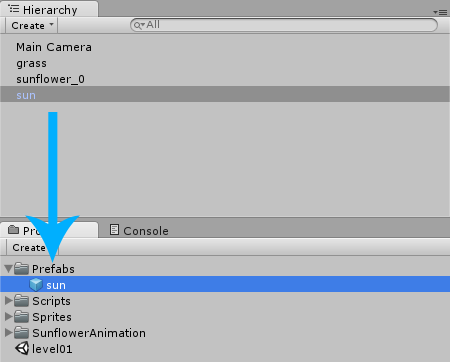 Hierarchy
Create All
Main Camera
grass
sunflower_0
sun
Pro Console
Create
Prefabs
sun
Scripts
Sprites
SunflowerAnimation
level01